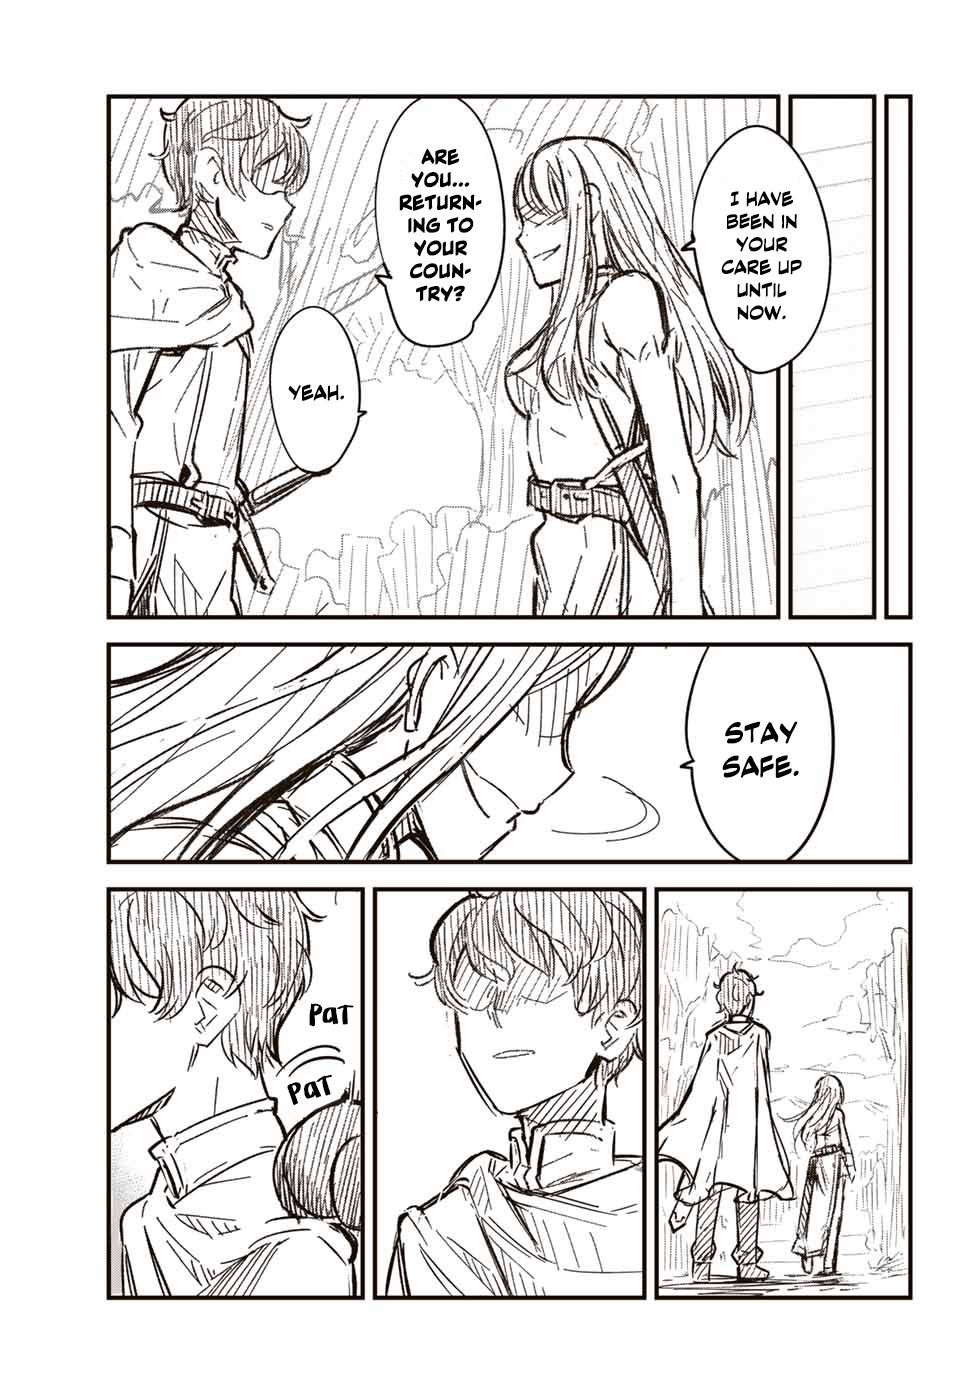 I HAVE
BEEN IN
YOUR
CARE UP
UNTIL
NOW.
ARE
YOU...
RETURN-
ING TO
YOUR
COUN-
TRY?
YEAH.
STAY
SAFE.
PAT
PAT